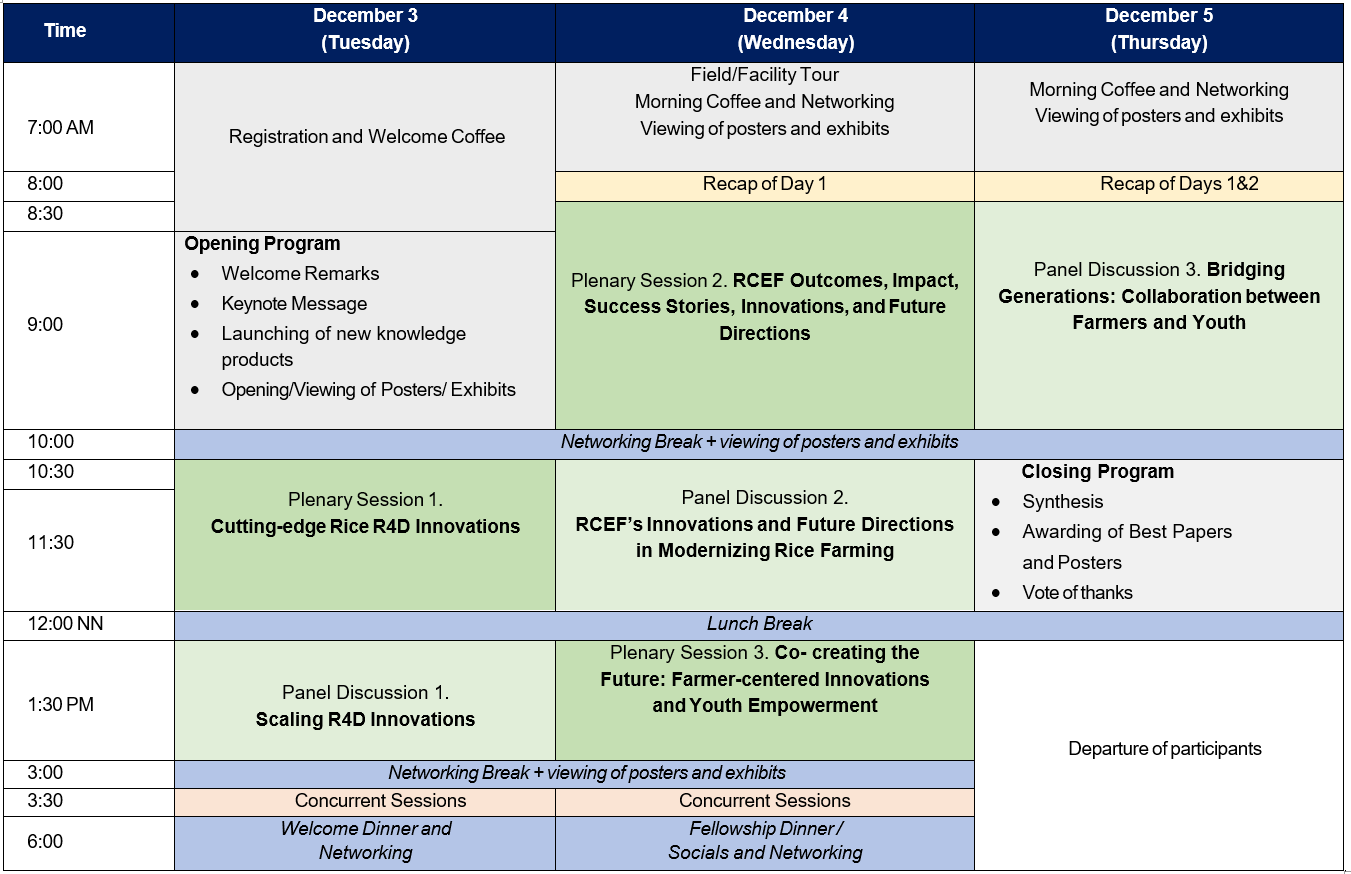 Time
December 3
(Tuesday)
December 4
(Wednesday)
December 5
(Thursday)
7:00 AM
Registration and Welcome Coffee
Field/Facility Tour
Morning Coffee and Networking
Viewing of posters and exhibits
Morning Coffee and Networking
Viewing of posters and exhibits
8:00
Recap of Day 1
Recap of Days 1&2
8:30
Plenary Session 2. RCEF Outcomes, Impact,
Success Stories, Innovations, and Future
Directions
Panel Discussion 3. Bridging
Generations: Collaboration between
Farmers and Youth
9:00
Opening Program
● Welcome Remarks
● Keynote Message
● Launching of new knowledge
products
● Opening/Viewing of Posters/ Exhibits
10:00
Networking Break + viewing of posters and exhibits
10:30
Plenary Session 1.
Cutting-edge Rice R4D Innovations
Panel Discussion 2.
RCEF’s Innovations and Future Directions
in Modernizing Rice Farming
Closing Program
● Synthesis
● Awarding of Best Papers
and Posters
● Vote of thanks
11:30
12:00 NN
Lunch Break
1:30 PM
Panel Discussion 1.
Scaling R4D Innovations
Plenary Session 3. Co- creating the
Future: Farmer-centered Innovations
and Youth Empowerment
Departure of participants
3:00
Networking Break + viewing of posters and exhibits
3:30
Concurrent Sessions
Concurrent Sessions
6:00
Welcome Dinner and
Networking
Fellowship Dinner /
Socials and Networking